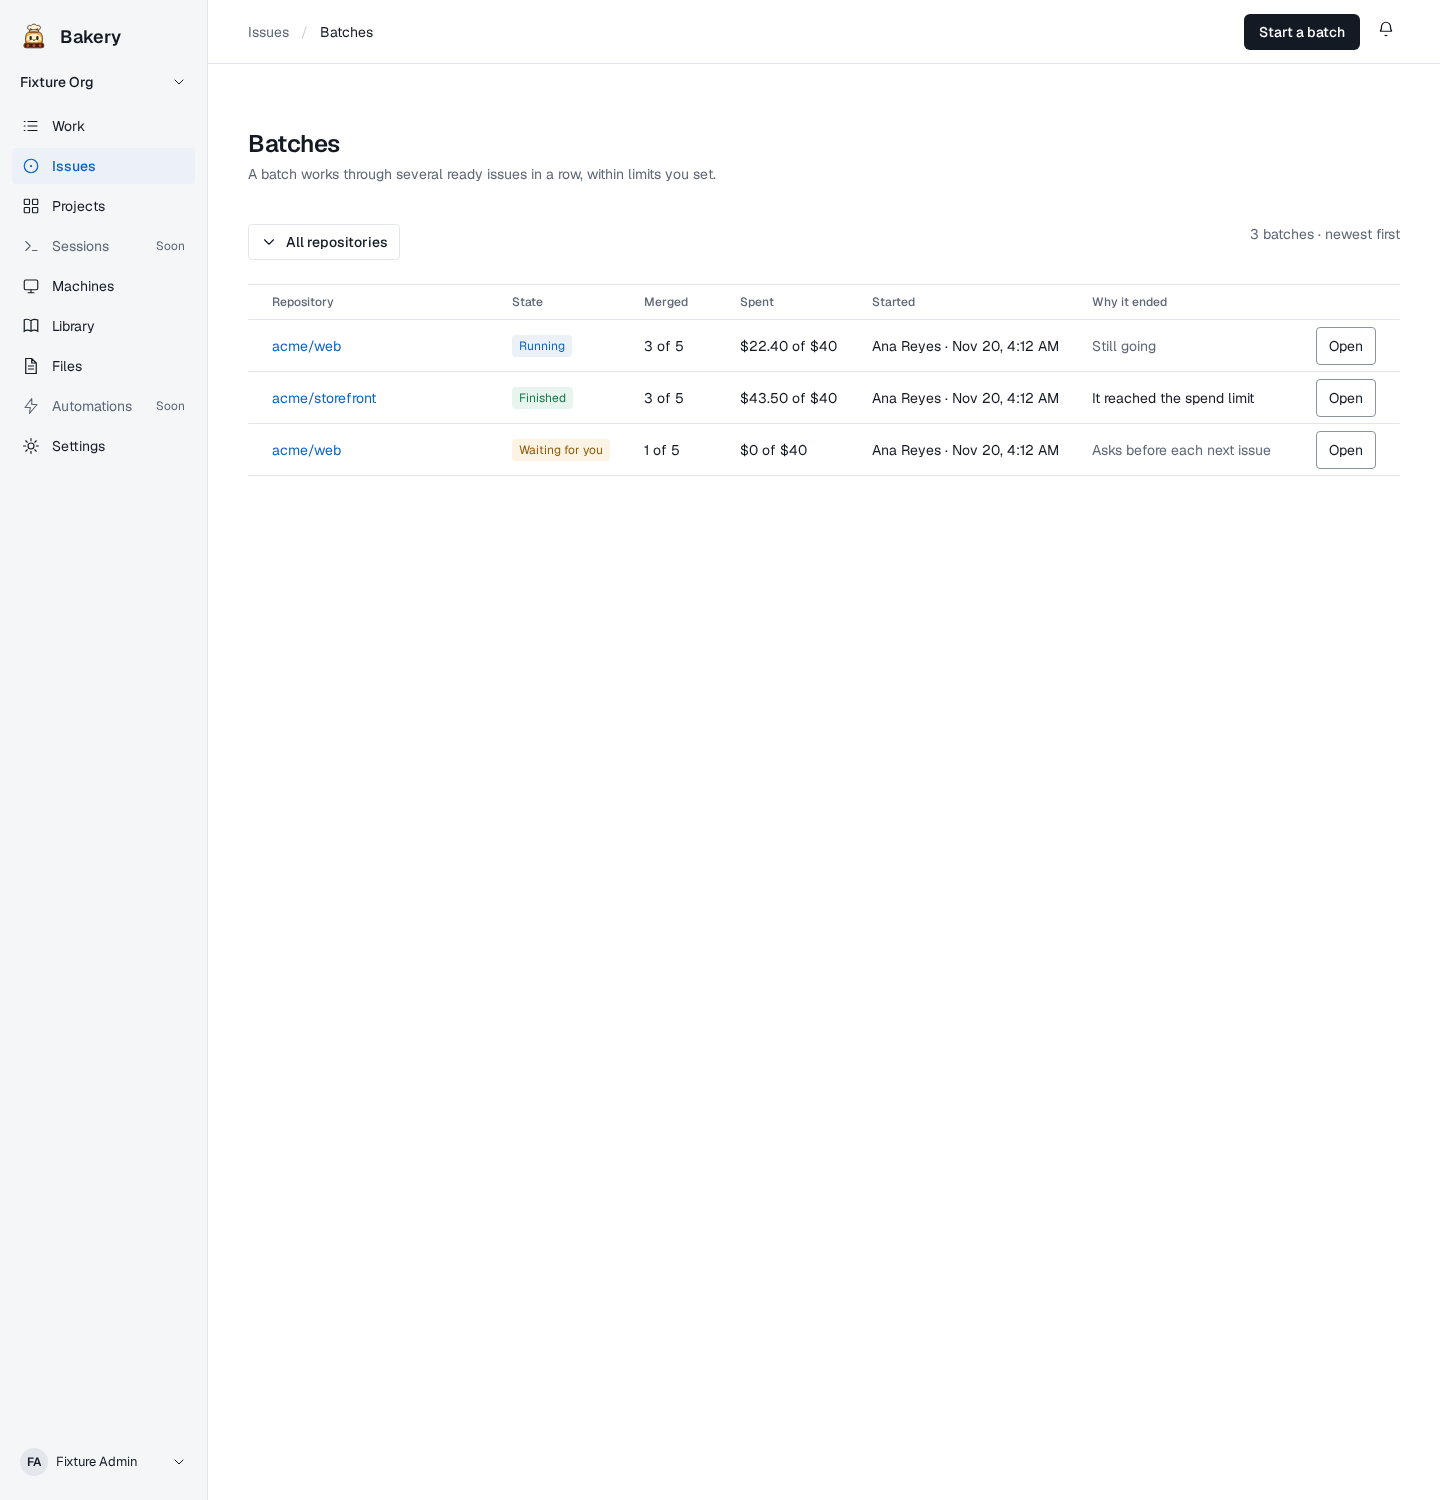 Bakery
Fixture Org
Work
Issues
Projects
Sessions Soon
Machines
Library
Files
Automations Soon
Settings
FA Fixture Admin
Issues / Batches
Start a batch
Batches
A batch works through several ready issues in a row, within limits you set.
All repositories
3 batches · newest first
Repository State Merged Spent Started Why it ended
acme/web Running 3 of 5 $22.40 of $40 Ana Reyes · Nov 20, 4:12 AM Still going Open
acme/storefront Finished 3 of 5 $43.50 of $40 Ana Reyes · Nov 20, 4:12 AM It reached the spend limit Open
acme/web Waiting for you 1 of 5 $0 of $40 Ana Reyes · Nov 20, 4:12 AM Asks before each next issue Open